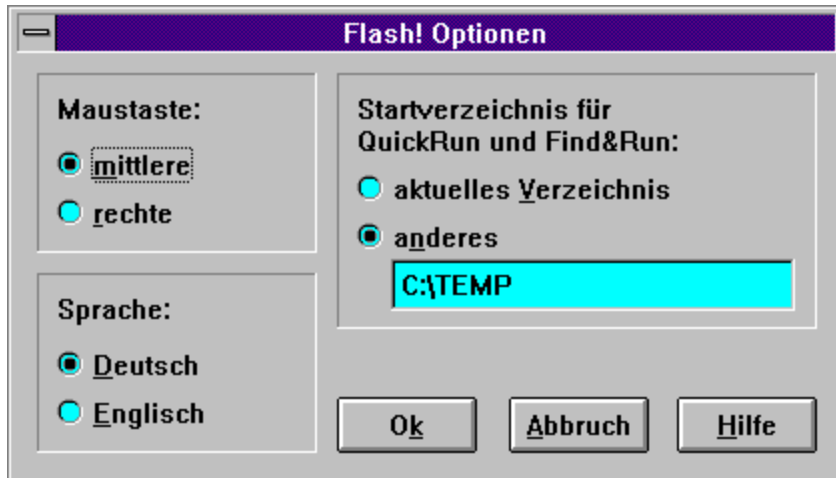 Flash! Optionen
Maustaste:
mittlere
rechte
Sprache:
Deutsch
Englisch
Startverzeichnis für
QuickRun und Find&Run:
aktuelles Verzeichnis
anderes
C:\TEMP
Ok
Abbruch
Hilfe